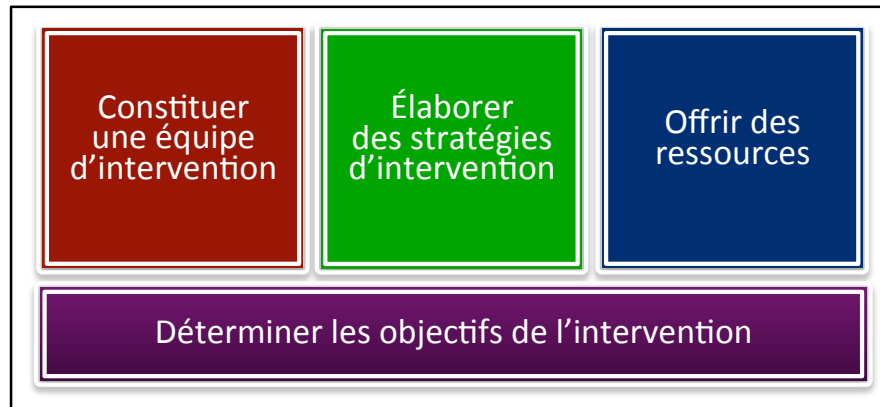 Constituer
une équipe
d’intervention
Élaborer
des stratégies
d’intervention
Offrir des
ressources
Déterminer les objectifs de l’intervention